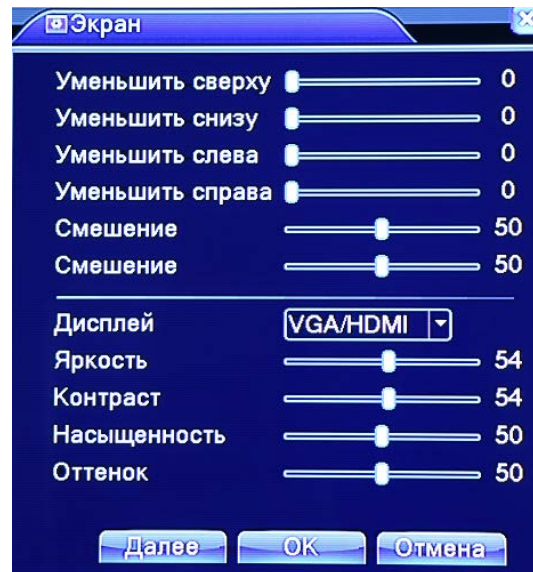 Экран
Уменьшить сверху 0
Уменьшить снизу 0
Уменьшить слева 0
Уменьшить справа 0
Смешение 50
Смешение 50
Дисплей VGA/HDMI
Яркость 54
Контраст 54
Насыщенность 50
Оттенок 50
Далее OK Отмена